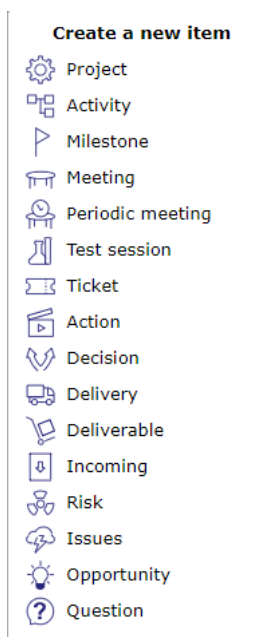 Create a new item
Project
Activity
Milestone
Meeting
Periodic meeting
Test session
Ticket
Action
Decision
Delivery
Deliverable
Incoming
Risk
Issues
Opportunity
? Question